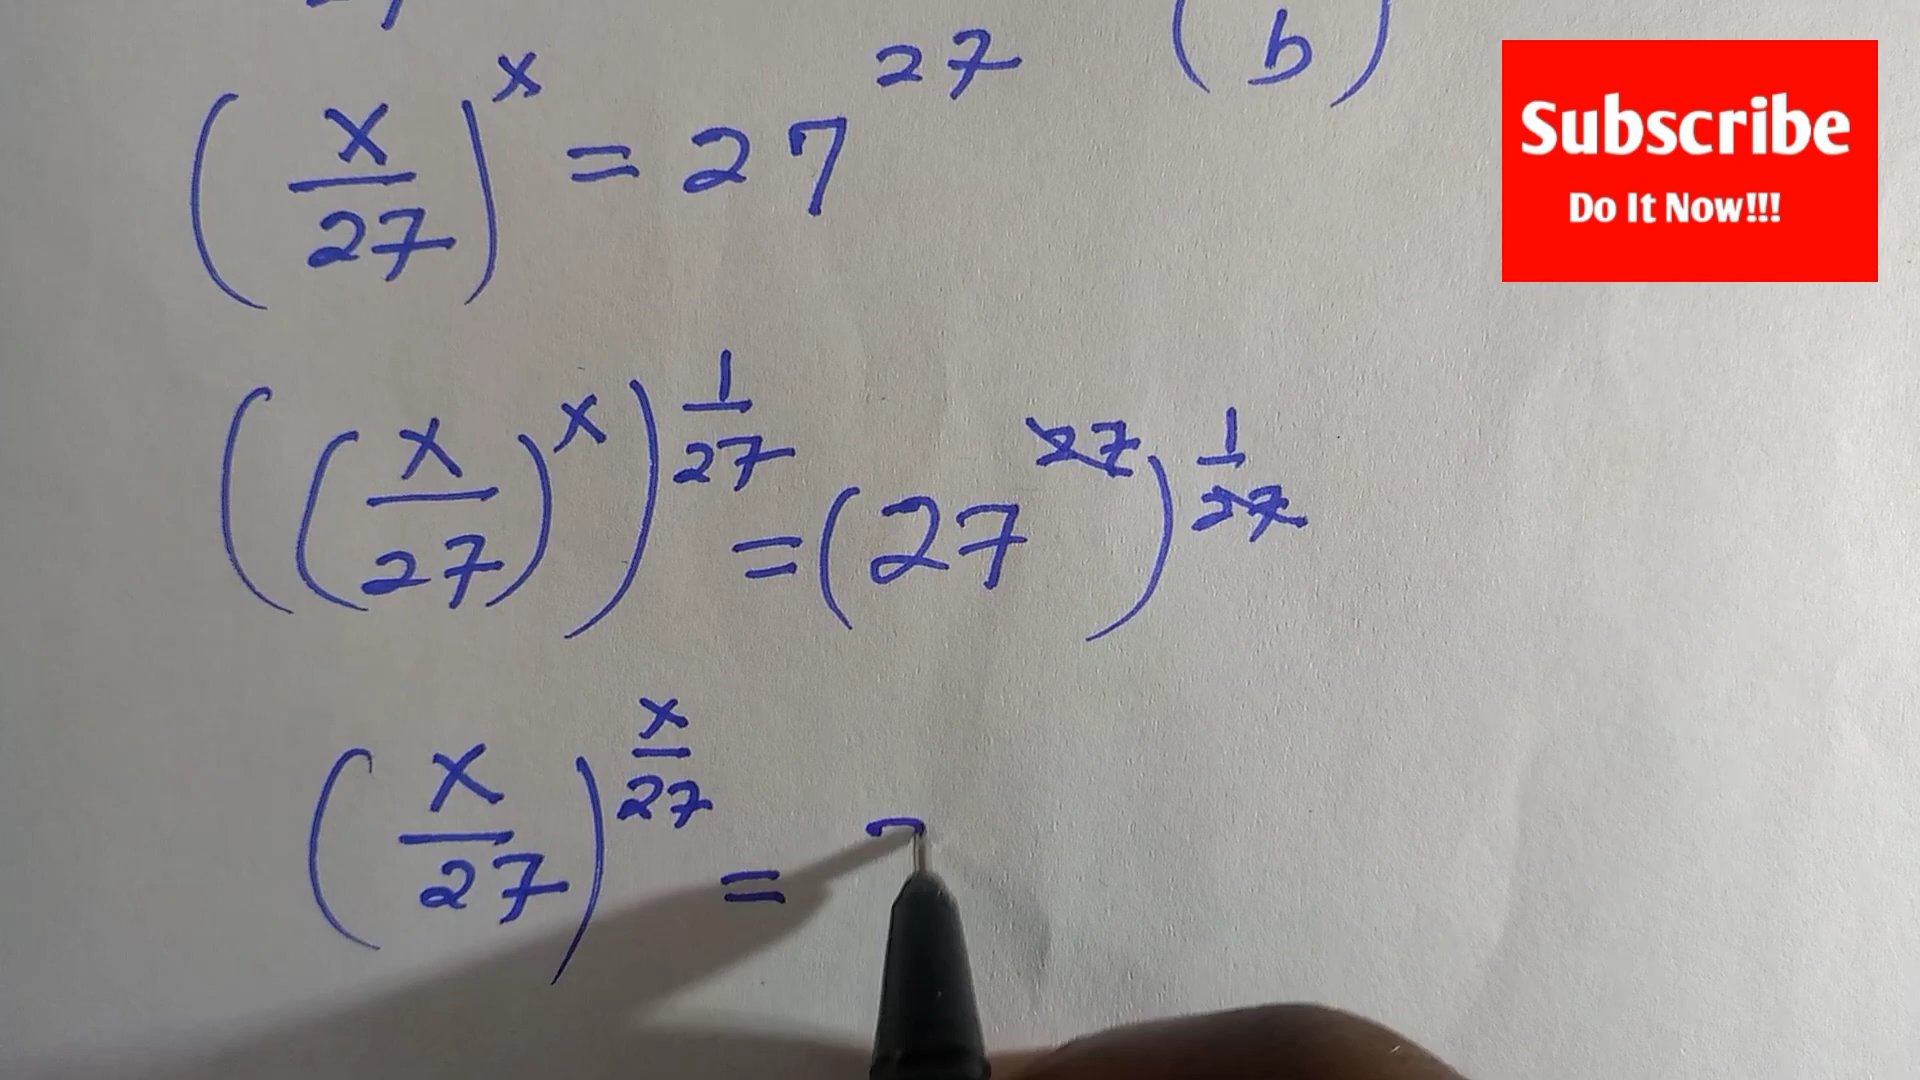 (b)
(x/27)^x = 27^27
((x/27)^x)^(1/27) = (27^27)^(1/27)
(x/27)^(x/27) =
Subscribe
Do It Now!!!